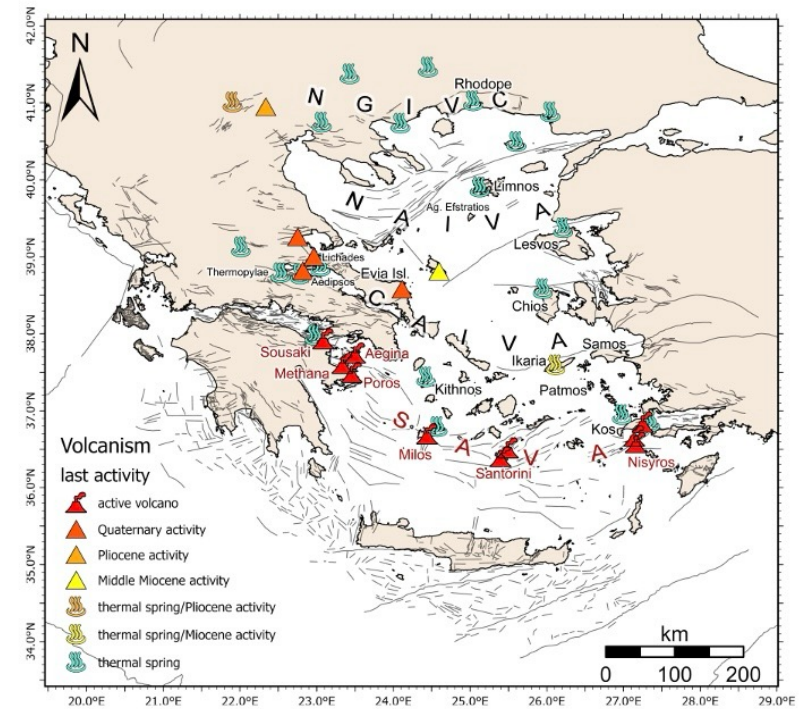 N
N G I V C
Rhodope
N A I V A
Limnos
Ag. Efstratios
Lesvos
Lichades
Thermopylae
Aedipsos
Evia Isl.
Chios
C A I V A
Samos
Sousaki
Aegina
Ikaria
Methana
Poros
Kithnos
Patmos
S A V A
Kos
Milos
Santorini
Nisyros
Volcanism
last activity
active volcano
Quaternary activity
Pliocene activity
Middle Miocene activity
thermal spring/Pliocene activity
thermal spring/Miocene activity
thermal spring
km
0 100 200
42.0°N
41.0°N
40.0°N
39.0°N
38.0°N
37.0°N
36.0°N
35.0°N
34.0°N
20.0°E 21.0°E 22.0°E 23.0°E 24.0°E 25.0°E 26.0°E 27.0°E 28.0°E 29.0°E